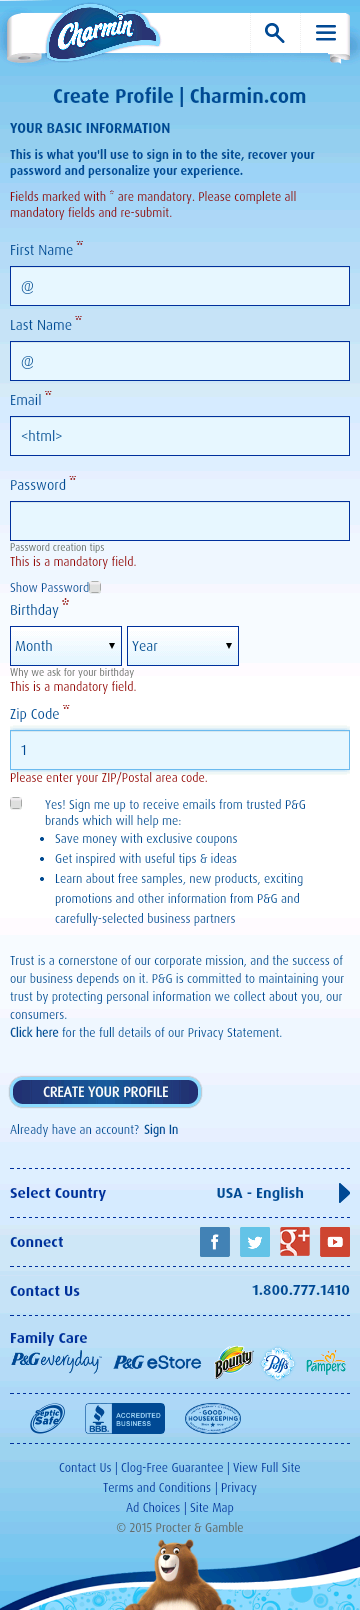 Charmin
Create Profile | Charmin.com
YOUR BASIC INFORMATION
This is what you'll use to sign in to the site, recover your
password and personalize your experience.
Fields marked with * are mandatory. Please complete all
mandatory fields and re-submit.
First Name *
@
Last Name *
@
Email *
<html>
Password *
Password creation tips
This is a mandatory field.
Show Password
Birthday *
Month Year
Why we ask for your birthday
This is a mandatory field.
Zip Code *
1
Please enter your ZIP/Postal area code.
Yes! Sign me up to receive emails from trusted P&G
brands which will help me:
• Save money with exclusive coupons
• Get inspired with useful tips & ideas
• Learn about free samples, new products, exciting
promotions and other information from P&G and
carefully-selected business partners
Trust is a cornerstone of our corporate mission, and the success of
our business depends on it. P&G is committed to maintaining your
trust by protecting personal information we collect about you, our
consumers.
Click here for the full details of our Privacy Statement.
CREATE YOUR PROFILE
Already have an account? Sign In
Select Country USA - English
Connect f g+
Contact Us 1.800.777.1410
Family Care
P&G everyday P&G eStore Bounty Puffs Pampers
Septic Safe BBB. ACCREDITED BUSINESS GOOD HOUSEKEEPING
Contact Us | Clog-Free Guarantee | View Full Site
Terms and Conditions | Privacy
Ad Choices | Site Map
© 2015 Procter & Gamble